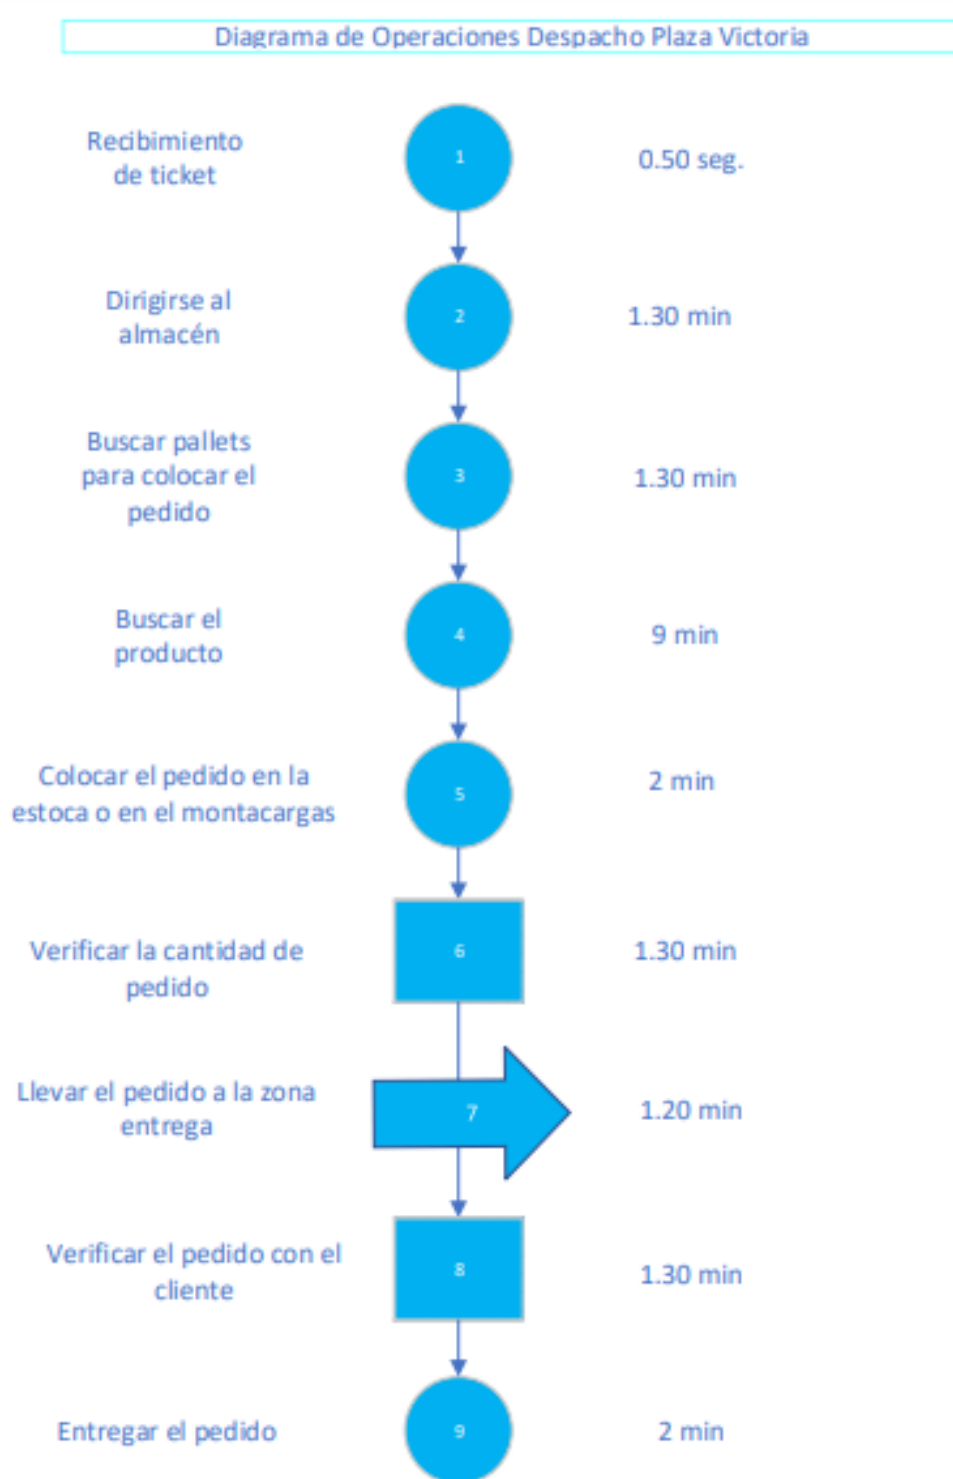 Diagrama de Operaciones Despacho Plaza Victoria
Recibimiento
de ticket
1
0.50 seg.
Dirigirse al
almacén
2
1.30 min
Buscar pallets
para colocar el
pedido
3
1.30 min
Buscar el
producto
4
9 min
Colocar el pedido en la
estoca o en el montacargas
5
2 min
Verificar la cantidad de
pedido
6
1.30 min
Llevar el pedido a la zona
entrega
7
1.20 min
Verificar el pedido con el
cliente
8
1.30 min
Entregar el pedido
9
2 min